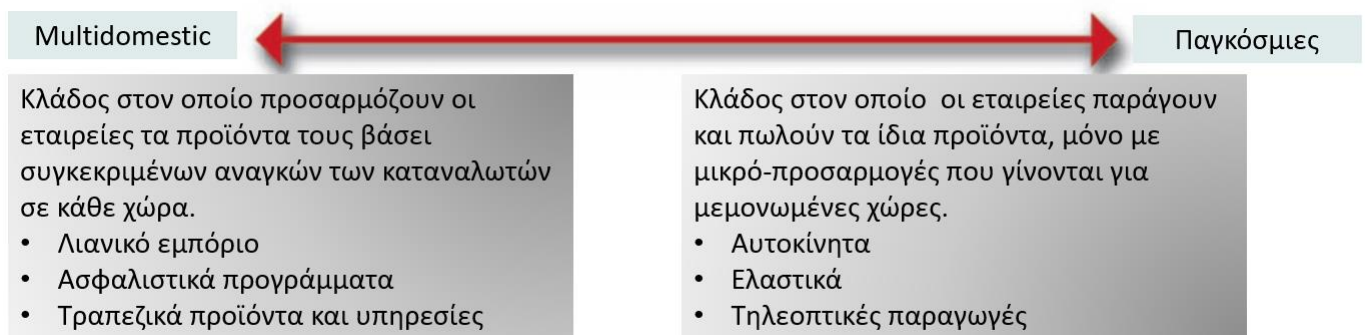 Multidomestic
Παγκόσμιες
Κλάδος στον οποίο προσαρμόζουν οι
εταιρείες τα προϊόντα τους βάσει
συγκεκριμένων αναγκών των καταναλωτών
σε κάθε χώρα.
• Λιανικό εμπόριο
• Ασφαλιστικά προγράμματα
• Τραπεζικά προϊόντα και υπηρεσίες
Κλάδος στον οποίο οι εταιρείες παράγουν
και πωλούν τα ίδια προϊόντα, μόνο με
μικρό-προσαρμογές που γίνονται για
μεμονωμένες χώρες.
• Αυτοκίνητα
• Ελαστικά
• Τηλεοπτικές παραγωγές